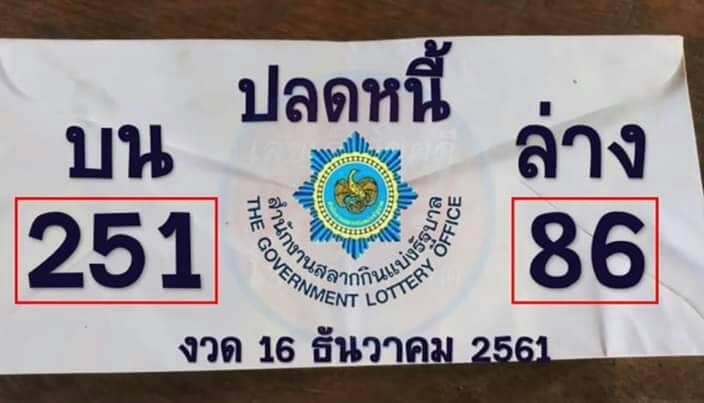 ปลดหนี้
บน
ล่าง
251
86
สำนักงานสลากกินแบ่งรัฐบาล
THE GOVERNMENT LOTTERY OFFICE
งวด 16 ธันวาคม 2561